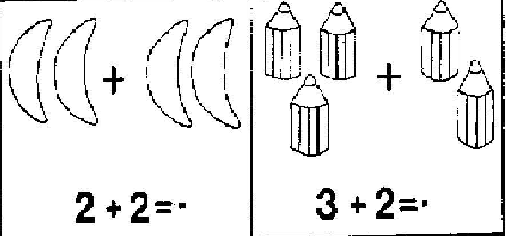 + +
2+2=·
3+2=·